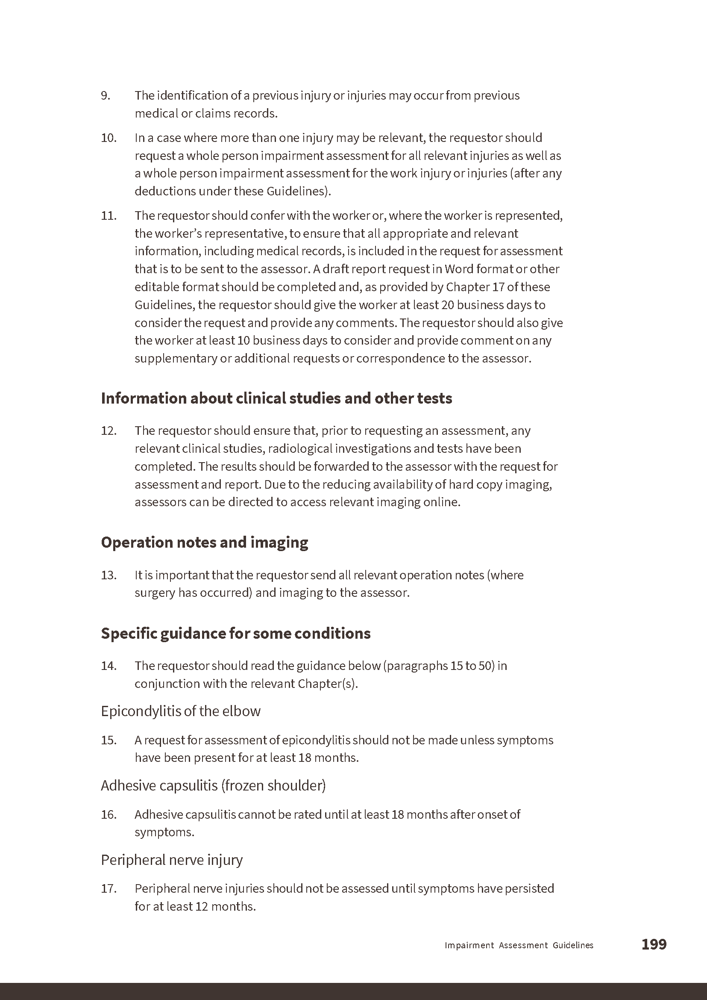 9. The identification of a previous injury or injuries may occur from previous
medical or claims records.
10. In a case where more than one injury may be relevant, the requestor should
request a whole person impairment assessment for all relevant injuries as well as
a whole person impairment assessment for the work injury or injuries (after any
deductions under these Guidelines).
11. The requestor should confer with the worker or, where the worker is represented,
the worker’s representative, to ensure that all appropriate and relevant
information, including medical records, is included in the request for assessment
that is to be sent to the assessor. A draft report request in Word format or other
editable format should be completed and, as provided by Chapter 17 of these
Guidelines, the requestor should give the worker at least 20 business days to
consider the request and provide any comments. The requestor should also give
the worker at least 10 business days to consider and provide comment on any
supplementary or additional requests or correspondence to the assessor.
Information about clinical studies and other tests
12. The requestor should ensure that, prior to requesting an assessment, any
relevant clinical studies, radiological investigations and tests have been
completed. The results should be forwarded to the assessor with the request for
assessment and report. Due to the reducing availability of hard copy imaging,
assessors can be directed to access relevant imaging online.
Operation notes and imaging
13. It is important that the requestor send all relevant operation notes (where
surgery has occurred) and imaging to the assessor.
Specific guidance for some conditions
14. The requestor should read the guidance below (paragraphs 15 to 50) in
conjunction with the relevant Chapter(s).
Epicondylitis of the elbow
15. A request for assessment of epicondylitis should not be made unless symptoms
have been present for at least 18 months.
Adhesive capsulitis (frozen shoulder)
16. Adhesive capsulitis cannot be rated until at least 18 months after onset of
symptoms.
Peripheral nerve injury
17. Peripheral nerve injuries should not be assessed until symptoms have persisted
for at least 12 months.
Impairment Assessment Guidelines 199